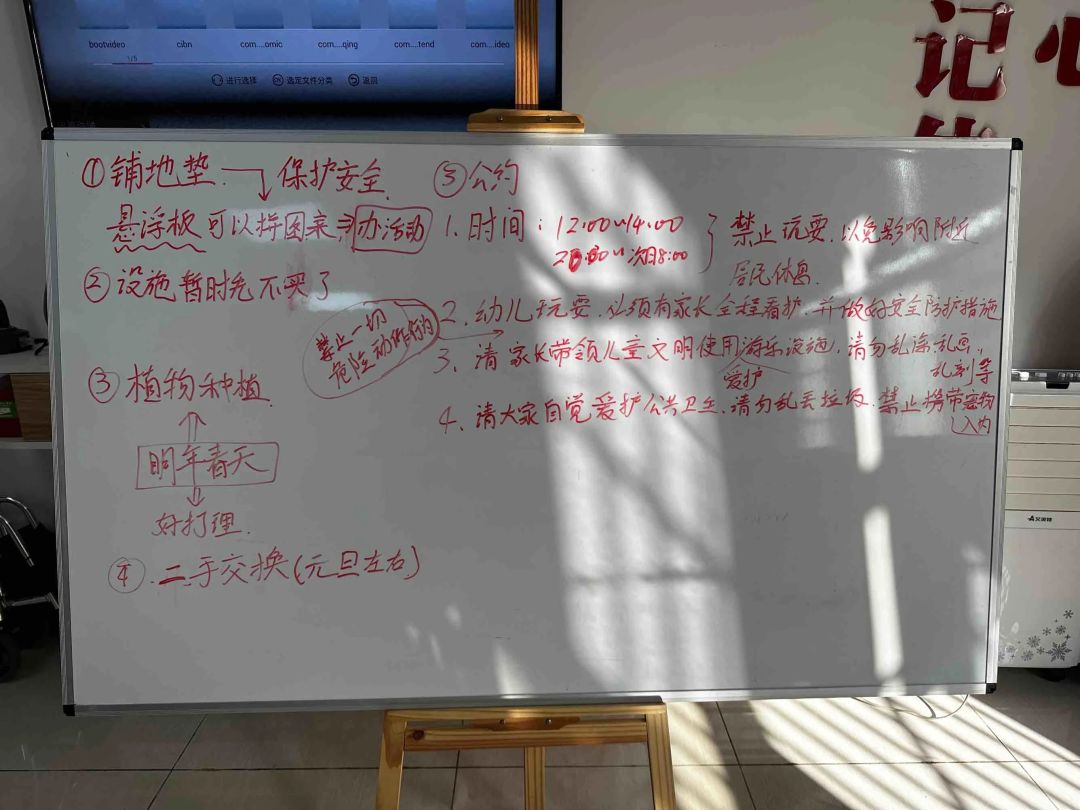 bootvideo cibn com....omic com....qing com....tend com....ideo
1/5
进行选择 OK 选定文件分类 返回
记心
①铺地垫 → 保护安全
悬浮板可以拼图案⇒办活动
②设施暂时先不买了
③植物种植
明年春天
好打理
④.二手交换(元旦左右)
③公约
1.时间:12:00~14:00
20:00~次日8:00
禁止玩耍.以免影响附近
居民休息.
2.幼儿玩耍.必须有家长全程看护.并做好安全防护措施
禁止一切
危险动作的
3.请家长带领儿童文明使用游乐设施,请勿乱涂.乱画、
爱护
乱刻等
4.请大家自觉爱护公共卫生,请勿乱丢垃圾.禁止携带宠物
入内
艾美特